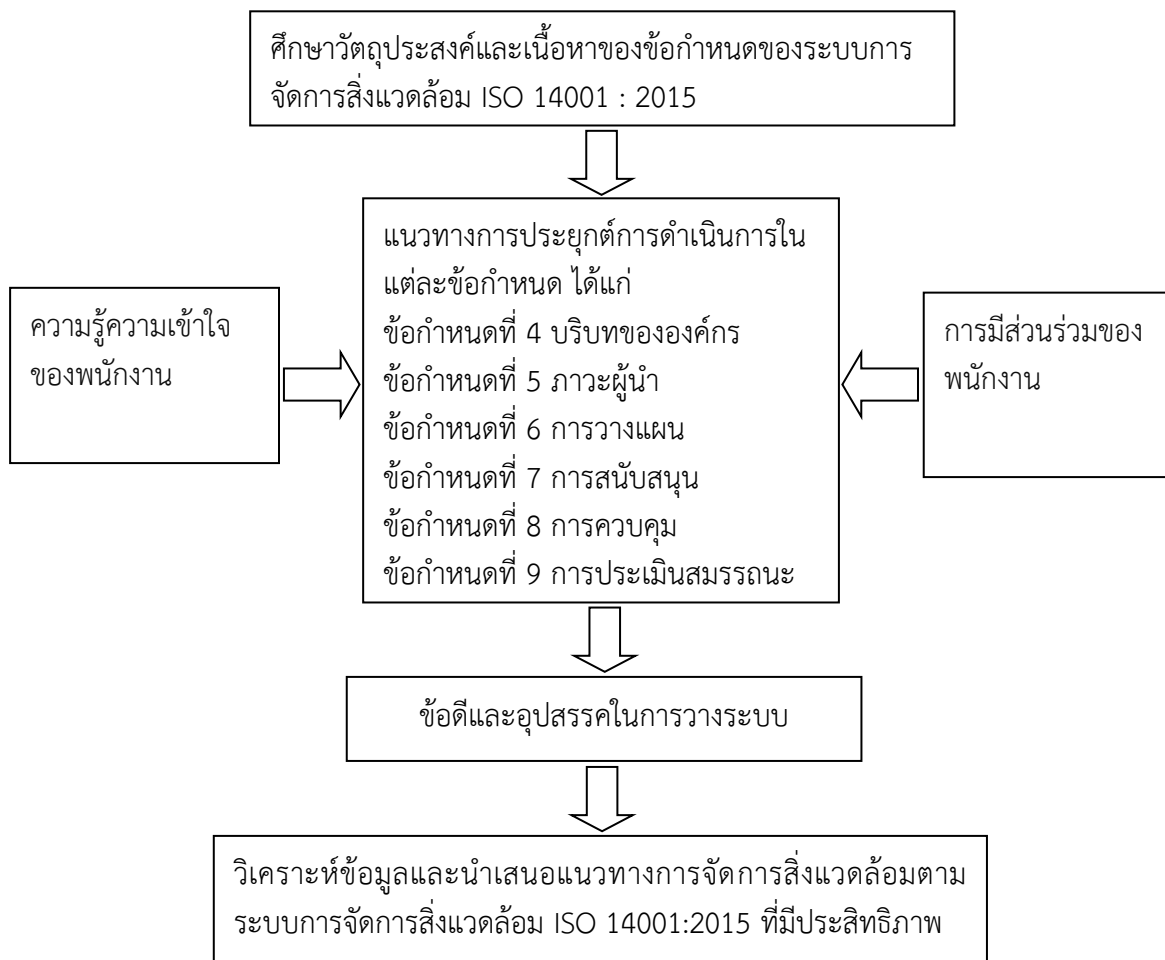 ศึกษาวัตถุประสงค์และเนื้อหาของข้อกำหนดของระบบการ
จัดการสิ่งแวดล้อม ISO 14001 : 2015
แนวทางการประยุกต์การดำเนินการใน
แต่ละข้อกำหนด ได้แก่
ข้อกำหนดที่ 4 บริบทขององค์กร
ข้อกำหนดที่ 5 ภาวะผู้นำ
ข้อกำหนดที่ 6 การวางแผน
ข้อกำหนดที่ 7 การสนับสนุน
ข้อกำหนดที่ 8 การควบคุม
ข้อกำหนดที่ 9 การประเมินสมรรถนะ
ความรู้ความเข้าใจ
ของพนักงาน
การมีส่วนร่วมของ
พนักงาน
ข้อดีและอุปสรรคในการวางระบบ
วิเคราะห์ข้อมูลและนำเสนอแนวทางการจัดการสิ่งแวดล้อมตาม
ระบบการจัดการสิ่งแวดล้อม ISO 14001:2015 ที่มีประสิทธิภาพ